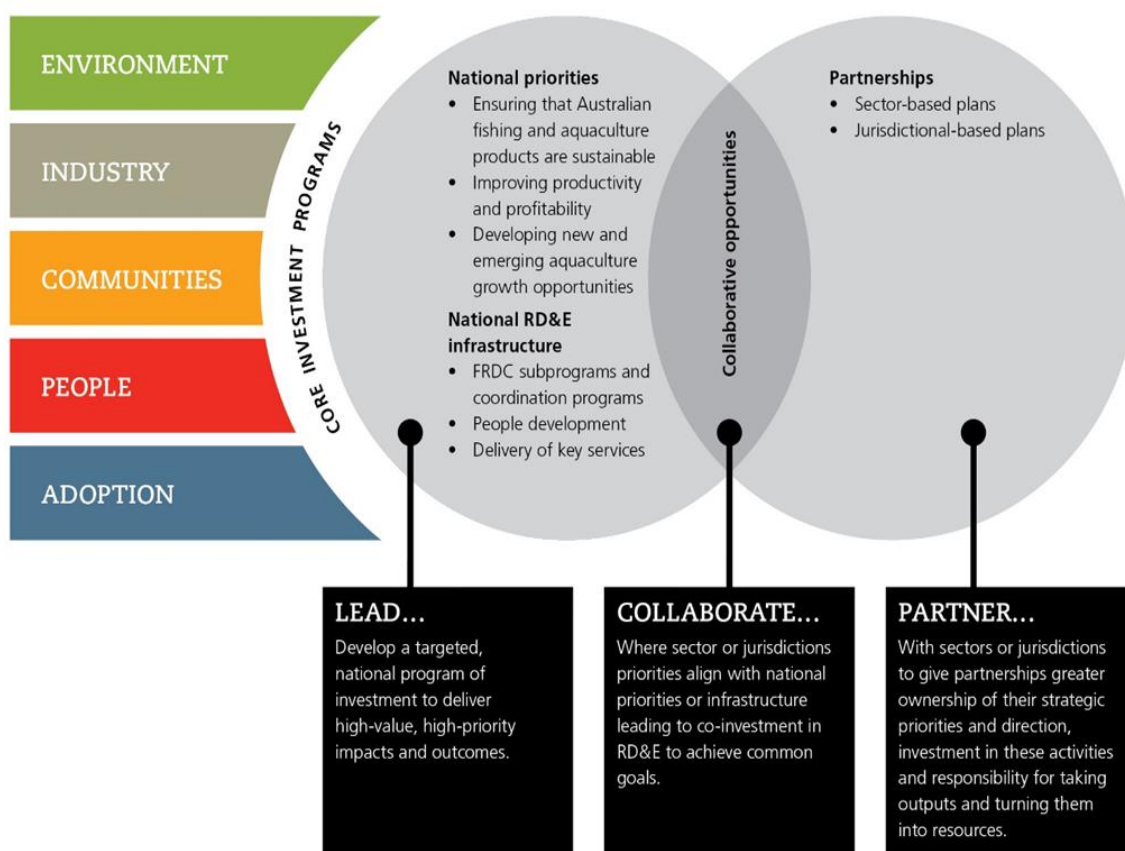 ENVIRONMENT
INDUSTRY
COMMUNITIES
PEOPLE
ADOPTION
CORE INVESTMENT PROGRAMS
National priorities
• Ensuring that Australian
fishing and aquaculture
products are sustainable
• Improving productivity
and profitability
• Developing new and
emerging aquaculture
growth opportunities
National RD&E
infrastructure
• FRDC subprograms and
coordination programs
• People development
• Delivery of key services
Collaborative opportunities
Partnerships
• Sector-based plans
• Jurisdictional-based plans
LEAD...
Develop a targeted,
national program of
investment to deliver
high-value, high-priority
impacts and outcomes.
COLLABORATE...
Where sector or jurisdictions
priorities align with national
priorities or infrastructure
leading to co-investment in
RD&E to achieve common
goals.
PARTNER...
With sectors or jurisdictions
to give partnerships greater
ownership of their strategic
priorities and direction,
investment in these activities
and responsibility for taking
outputs and turning them
into resources.